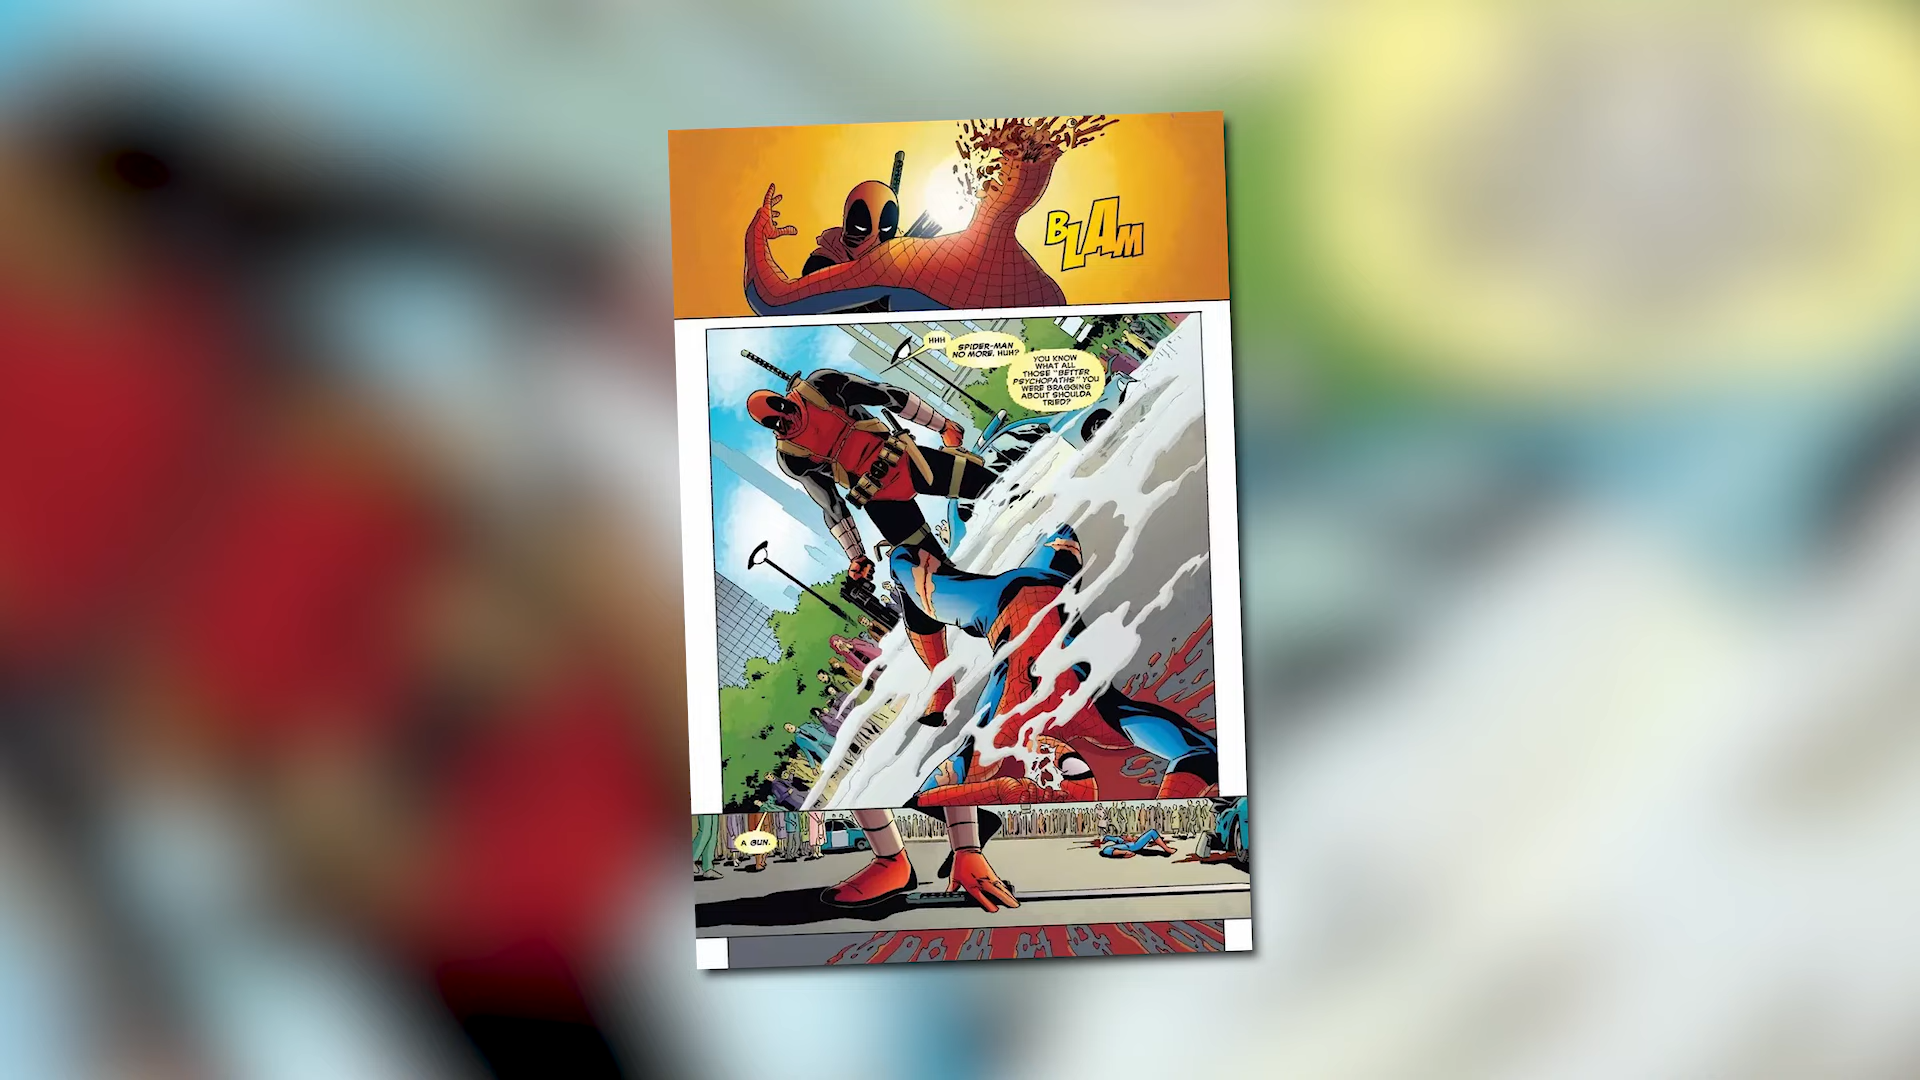 BLAM
HHH
SPIDER-MAN
NO MORE, HUH?
YOU KNOW
WHAT ALL
THOSE "BETTER
PSYCHOPATHS" YOU
WERE BRAGGING
ABOUT SHOULDA
TRIED?
A GUN.